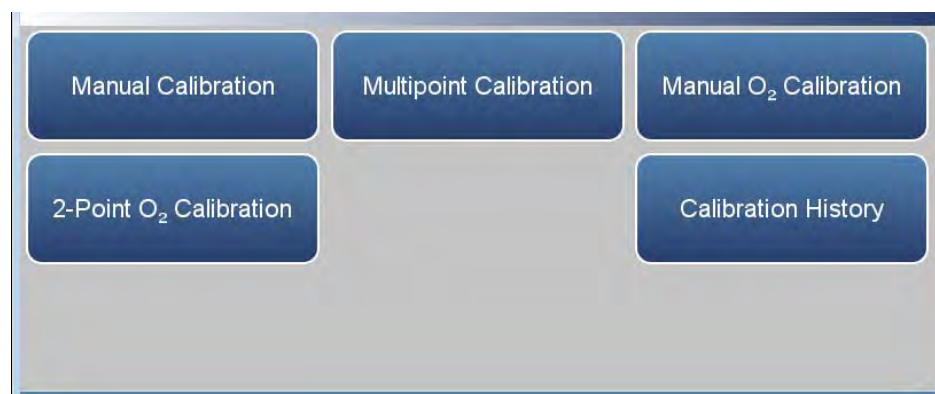 Manual Calibration
Multipoint Calibration
Manual O₂ Calibration
2-Point O₂ Calibration
Calibration History